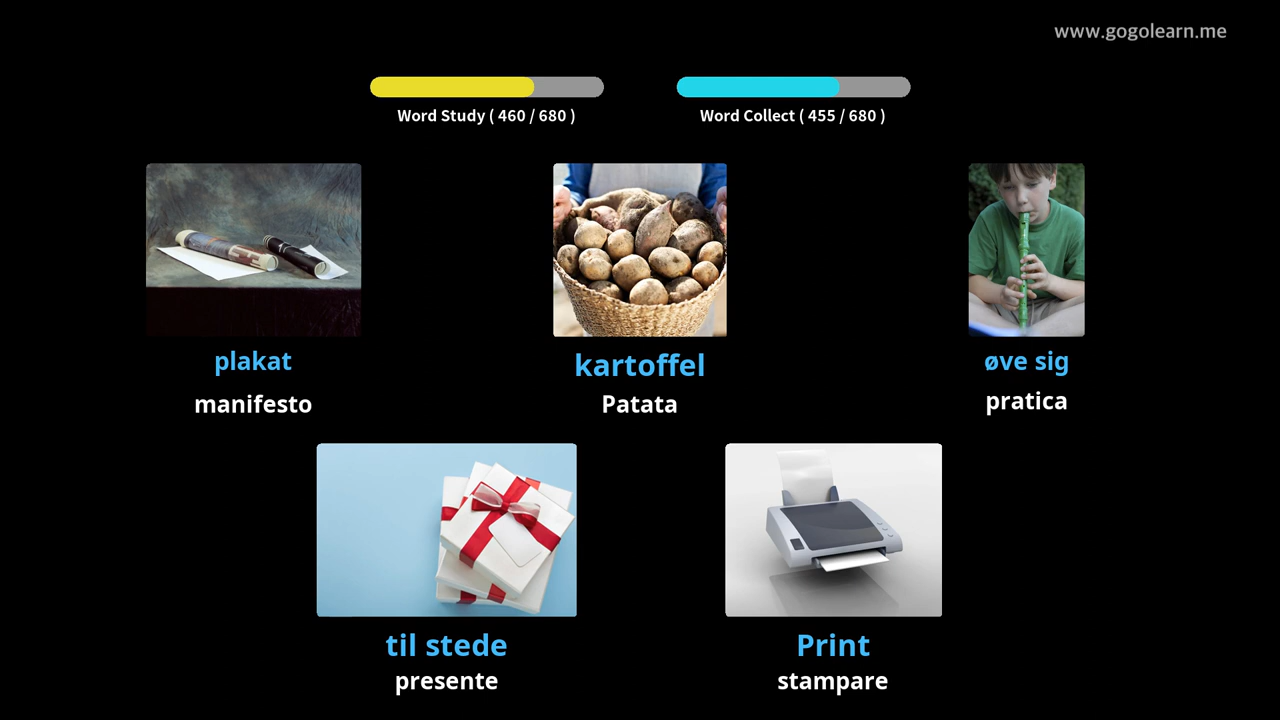 www.gogolearn.me
Word Study ( 460 / 680 )
Word Collect ( 455 / 680 )
plakat
manifesto
kartoffel
Patata
øve sig
pratica
til stede
presente
Print
stampare